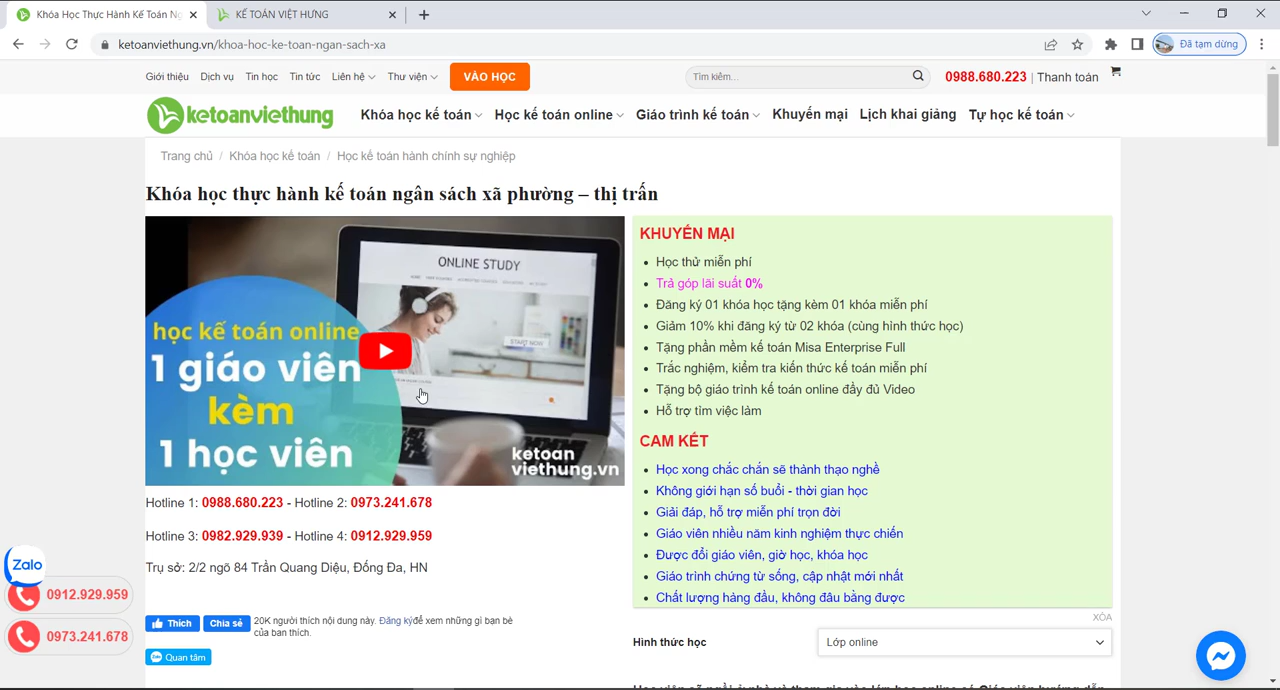 Khóa Học Thực Hành Kế Toán Ng
KẾ TOÁN VIỆT HƯNG
ketoanviethung.vn/khoa-hoc-ke-toan-ngan-sach-xa
Đã tạm dừng
Giới thiệu Dịch vụ Tin học Tin tức Liên hệ Thư viện VÀO HỌC Tìm kiếm... 0988.680.223 | Thanh toán
ketoanviethung Khóa học kế toán Học kế toán online Giáo trình kế toán Khuyến mại Lịch khai giảng Tự học kế toán
Trang chủ / Khóa học kế toán / Học kế toán hành chính sự nghiệp
Khóa học thực hành kế toán ngân sách xã phường – thị trấn
ONLINE STUDY
START NOW
học kế toán online
1 giáo viên
kèm
1 học viên
ketoan
viethung.vn
KHUYẾN MẠI
Học thử miễn phí
Trả góp lãi suất 0%
Đăng ký 01 khóa học tặng kèm 01 khóa miễn phí
Giảm 10% khi đăng ký từ 02 khóa (cùng hình thức học)
Tặng phần mềm kế toán Misa Enterprise Full
Trắc nghiệm, kiểm tra kiến thức kế toán miễn phí
Tặng bộ giáo trình kế toán online đầy đủ Video
Hỗ trợ tìm việc làm
CAM KẾT
Học xong chắc chắn sẽ thành thạo nghề
Không giới hạn số buổi - thời gian học
Giải đáp, hỗ trợ miễn phí trọn đời
Giáo viên nhiều năm kinh nghiệm thực chiến
Được đổi giáo viên, giờ học, khóa học
Giáo trình chứng từ sống, cập nhật mới nhất
Chất lượng hàng đầu, không đâu bằng được
Hotline 1: 0988.680.223 - Hotline 2: 0973.241.678
Hotline 3: 0982.929.939 - Hotline 4: 0912.929.959
Trụ sở: 2/2 ngõ 84 Trần Quang Diệu, Đống Đa, HN
Zalo
0912.929.959
0973.241.678
Thích Chia sẻ 20K người thích nội dung này. Đăng ký để xem những gì bạn bè
của bạn thích.
Quan tâm
XÓA
Hình thức học Lớp online